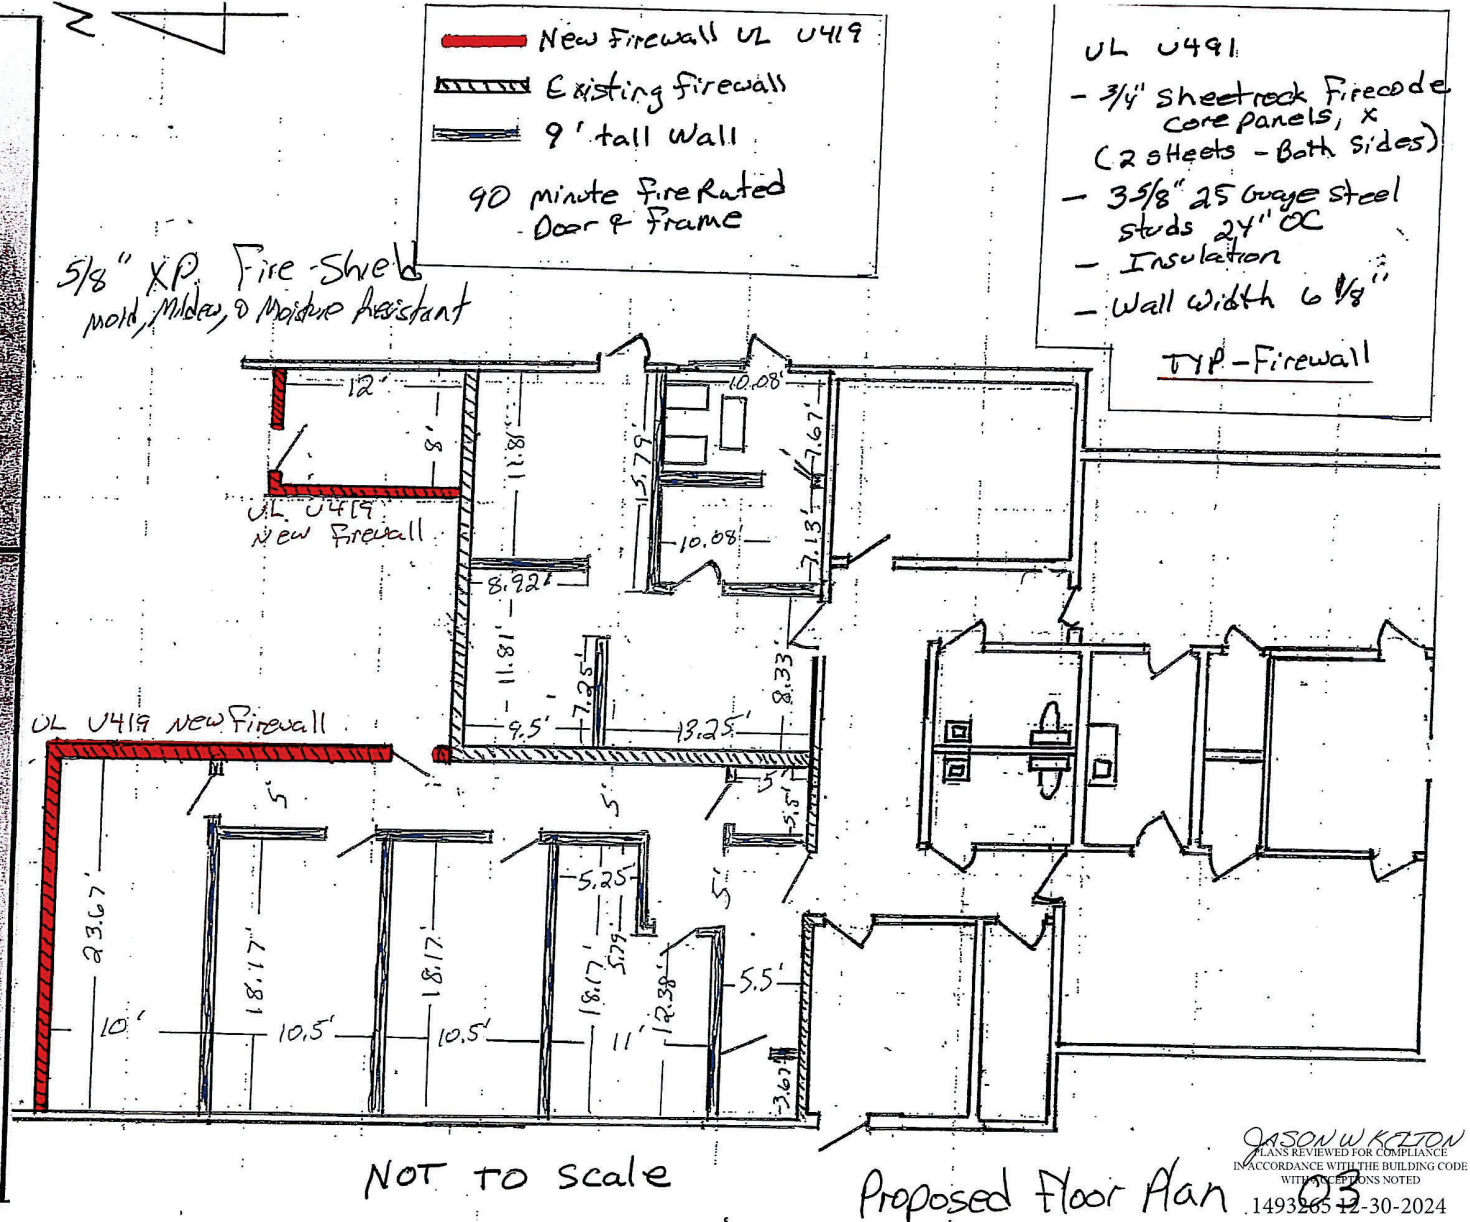 N
New Firewall UL U419
Existing firewall
9' tall Wall
90 minute fire Rated
Door & Frame
UL U491
- 3/4" Sheetrock Firecode
core panels, x
(2 sHeets - Both Sides)
- 3 5/8" 25 Guage Steel
studs 24" OC
- Insulation
- Wall Width 6 1/8"
TYP - Firewall
5/8" XP. Fire-Shield
Mold, Mildew, & Moisture Resistant
12'
8'
UL U419
New firewall
11.81'
15.79'
10.08'
7.67'
10.08'
7.13'
8.92'
11.81'
7.25'
8.33'
9.5'
13.25'
UL U419 New firewall
5'
5'
5'
5.5'
23.67'
18.17'
18.17'
5.25
5.79'
18.17'
12.38'
5'
5.5'
10'
10.5'
10.5'
11'
3.67'
NOT TO Scale
Proposed floor Plan 03
JASON W KELTON
PLANS REVIEWED FOR COMPLIANCE
IN ACCORDANCE WITH THE BUILDING CODE
WITH EXCEPTIONS NOTED
1493265 12-30-2024